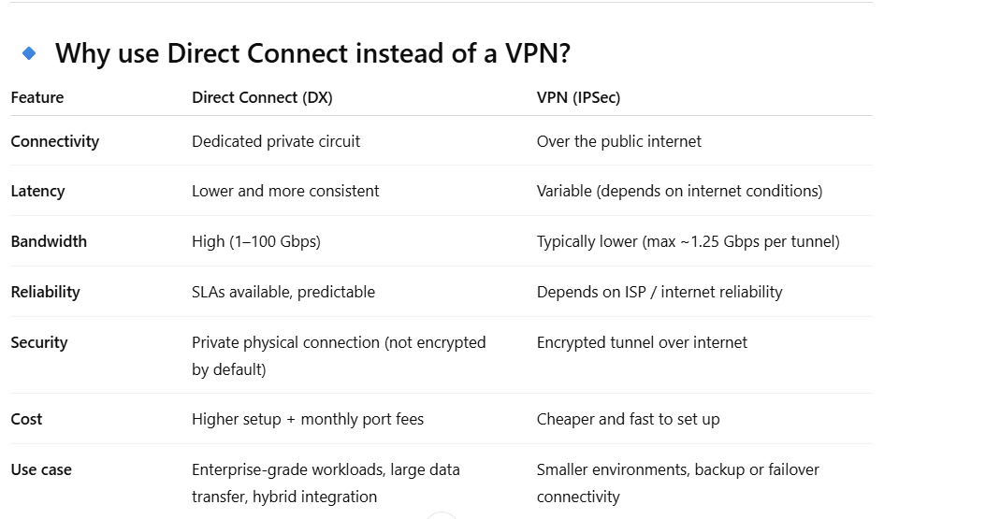 Why use Direct Connect instead of a VPN?
Feature Direct Connect (DX) VPN (IPSec)
Connectivity Dedicated private circuit Over the public internet
Latency Lower and more consistent Variable (depends on internet conditions)
Bandwidth High (1–100 Gbps) Typically lower (max ~1.25 Gbps per tunnel)
Reliability SLAs available, predictable Depends on ISP / internet reliability
Security Private physical connection (not encrypted Encrypted tunnel over internet
by default)
Cost Higher setup + monthly port fees Cheaper and fast to set up
Use case Enterprise-grade workloads, large data Smaller environments, backup or failover
transfer, hybrid integration connectivity